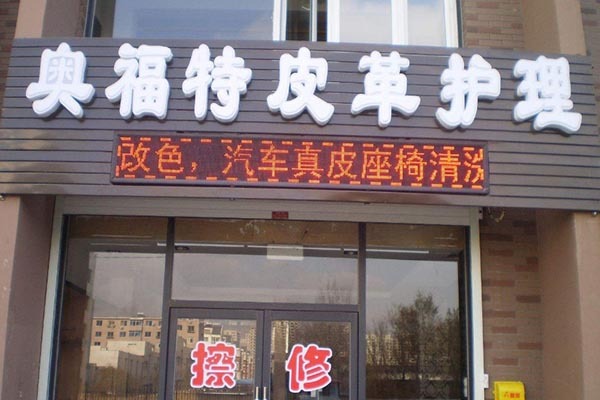 奥福特皮革护理
改色，汽车真皮座椅清洗
擦 修